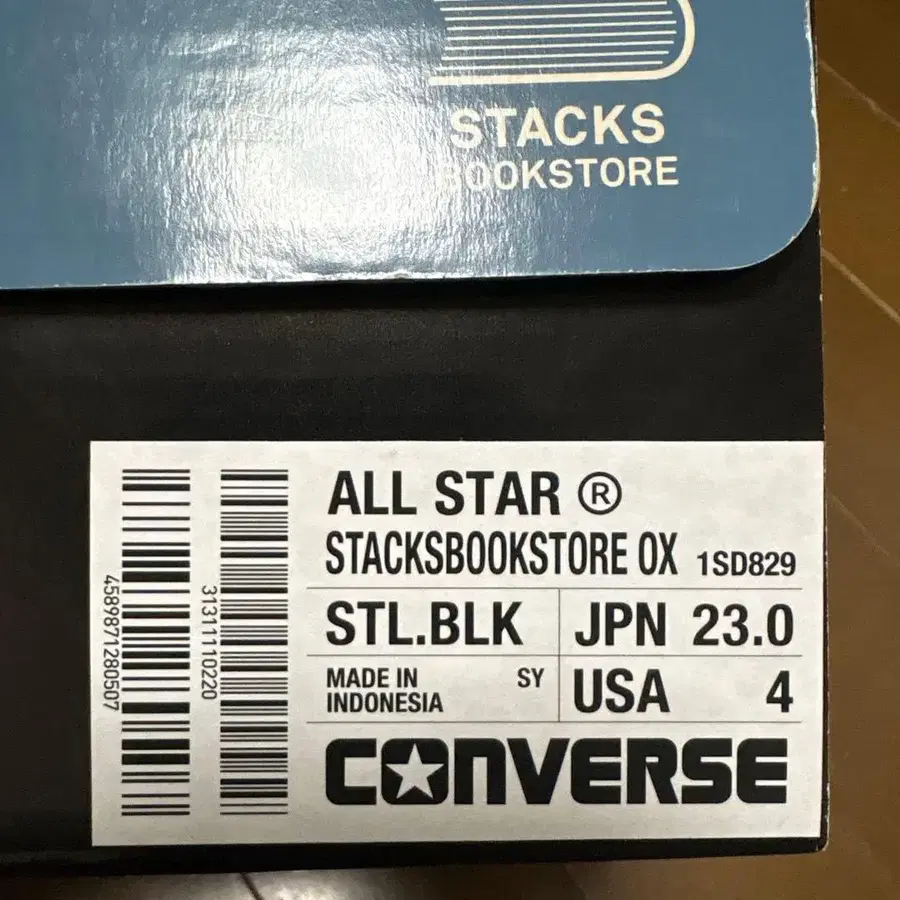 STACKS
BOOKSTORE
ALL STAR ®
STACKSBOOKSTORE OX 1SD829
STL.BLK JPN 23.0
MADE IN INDONESIA SY USA 4
CONVERSE
4589871280507
31311110220